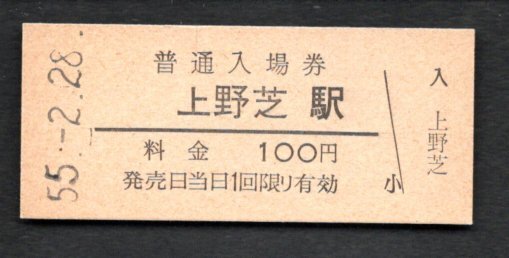 55.-2.28.
普通入場券
上野芝駅
料金 100円
発売日当日1回限り有効
小
入
上野芝